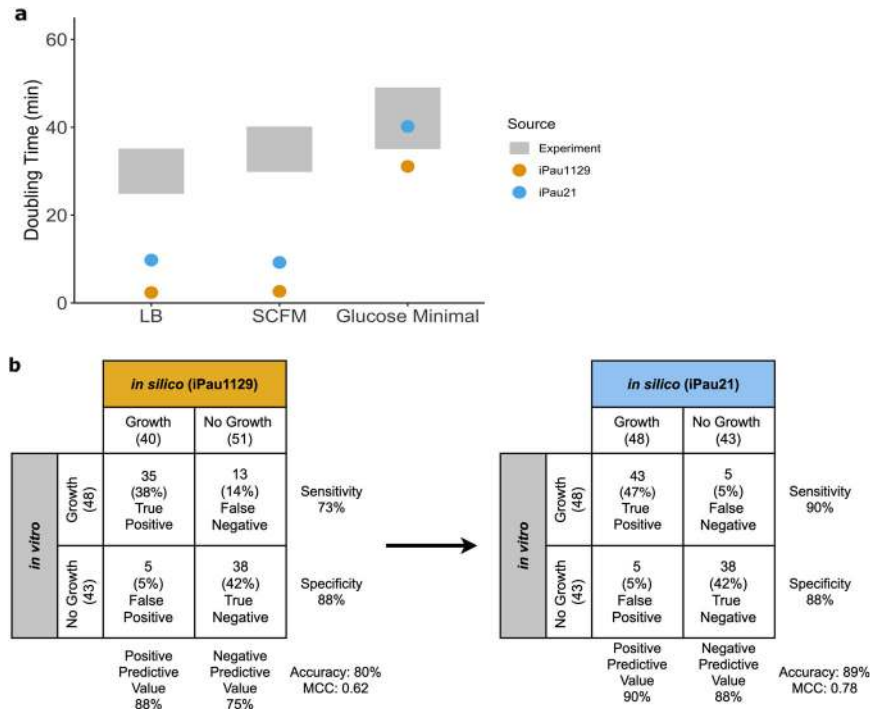 a
60
40
20
0
Doubling Time (min)
LB
SCFM
Glucose Minimal
Source
Experiment
iPau1129
iPau21
b
in silico (iPau1129)
Growth
(40)
No Growth
(51)
in vitro
Growth
(48)
35
(38%)
True
Positive
13
(14%)
False
Negative
Sensitivity
73%
No Growth
(43)
5
(5%)
False
Positive
38
(42%)
True
Negative
Specificity
88%
Positive
Predictive
Value
88%
Negative
Predictive
Value
75%
Accuracy: 80%
MCC: 0.62
in silico (iPau21)
Growth
(48)
No Growth
(43)
in vitro
Growth
(48)
43
(47%)
True
Positive
5
(5%)
False
Negative
Sensitivity
90%
No Growth
(43)
5
(5%)
False
Positive
38
(42%)
True
Negative
Specificity
88%
Positive
Predictive
Value
90%
Negative
Predictive
Value
88%
Accuracy: 89%
MCC: 0.78